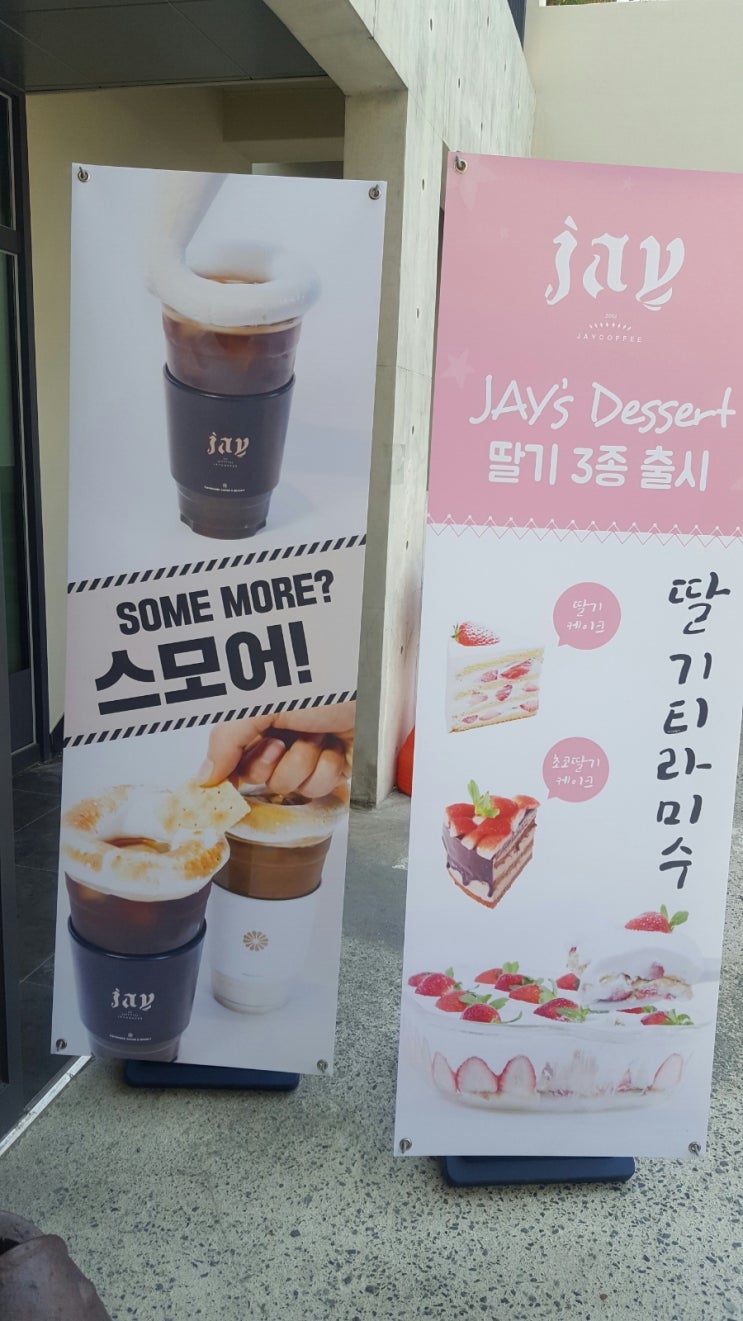 jay
SOME MORE?
스모어!
jay
jay
JAYCOFFEE
JAY's Dessert
딸기 3종 출시
딸기
케이크
초코딸기
케이크
딸기티라미수